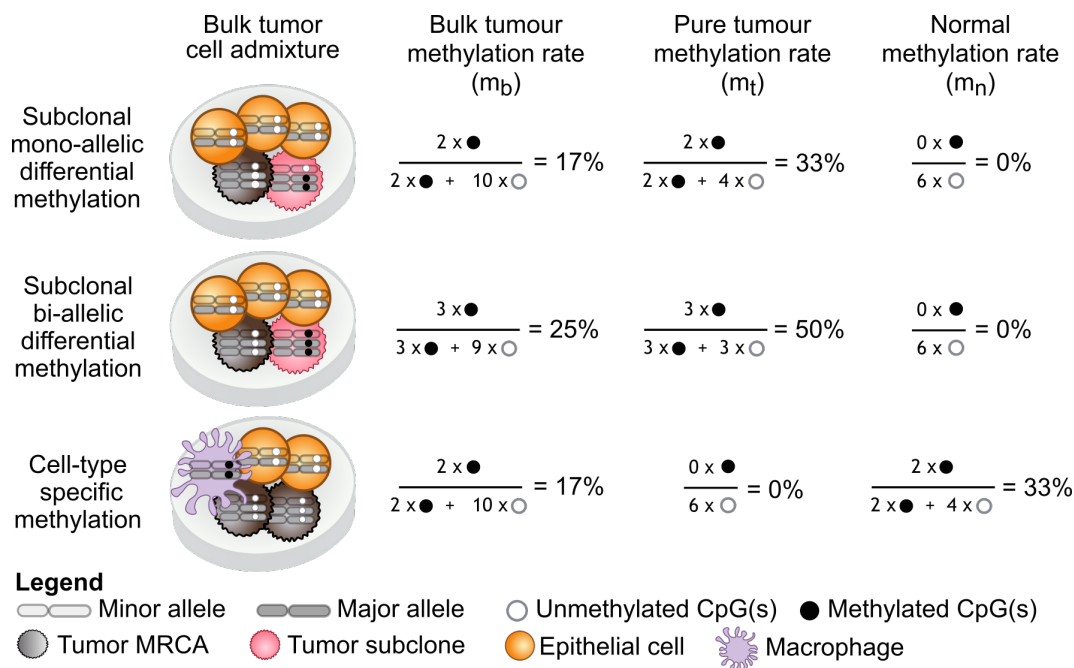 Bulk tumor
cell admixture
Bulk tumour
methylation rate
(mb)
Pure tumour
methylation rate
(mt)
Normal
methylation rate
(mn)
Subclonal
mono-allelic
differential
methylation
2 x ●
2 x ● + 10 x ○
= 17%
2 x ●
2 x ● + 4 x ○
= 33%
0 x ●
6 x ○
= 0%
Subclonal
bi-allelic
differential
methylation
3 x ●
3 x ● + 9 x ○
= 25%
3 x ●
3 x ● + 3 x ○
= 50%
0 x ●
6 x ○
= 0%
Cell-type
specific
methylation
2 x ●
2 x ● + 10 x ○
= 17%
0 x ●
6 x ○
= 0%
2 x ●
2 x ● + 4 x ○
= 33%
Legend
Minor allele
Major allele
Unmethylated CpG(s)
Methylated CpG(s)
Tumor MRCA
Tumor subclone
Epithelial cell
Macrophage